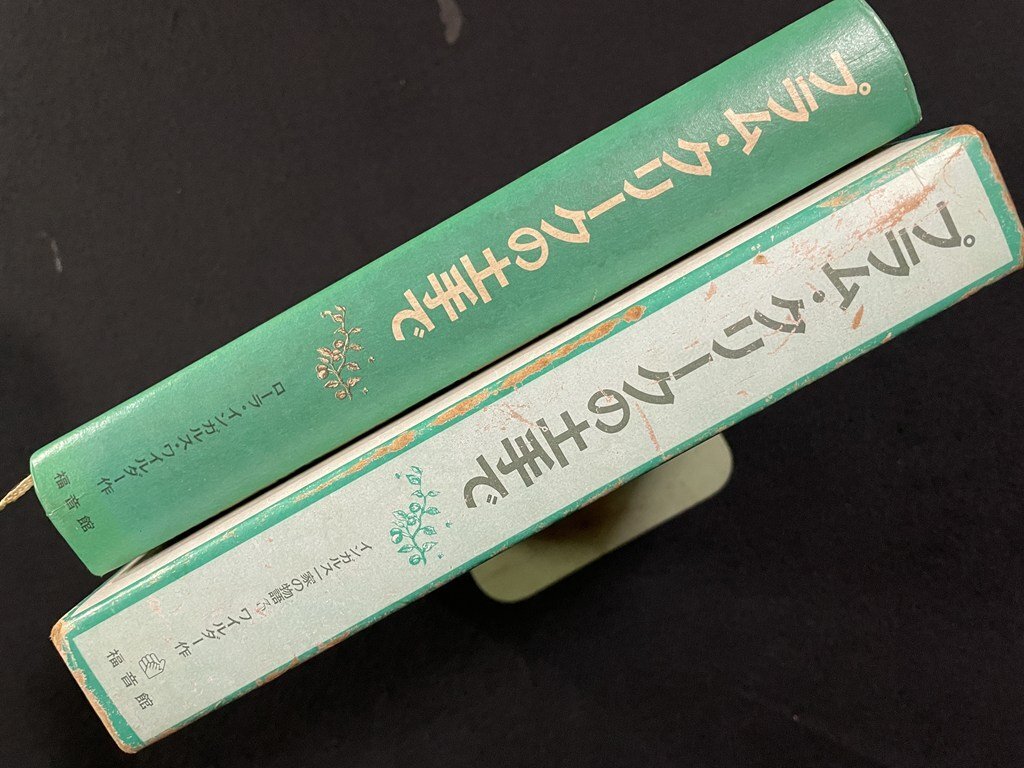 プラム・クリークの土手で
ローラ・インガルス・ワイルダー 作
福音館
プラム・クリークの土手で
インガルス一家の物語
ワイルダー 作
福音館